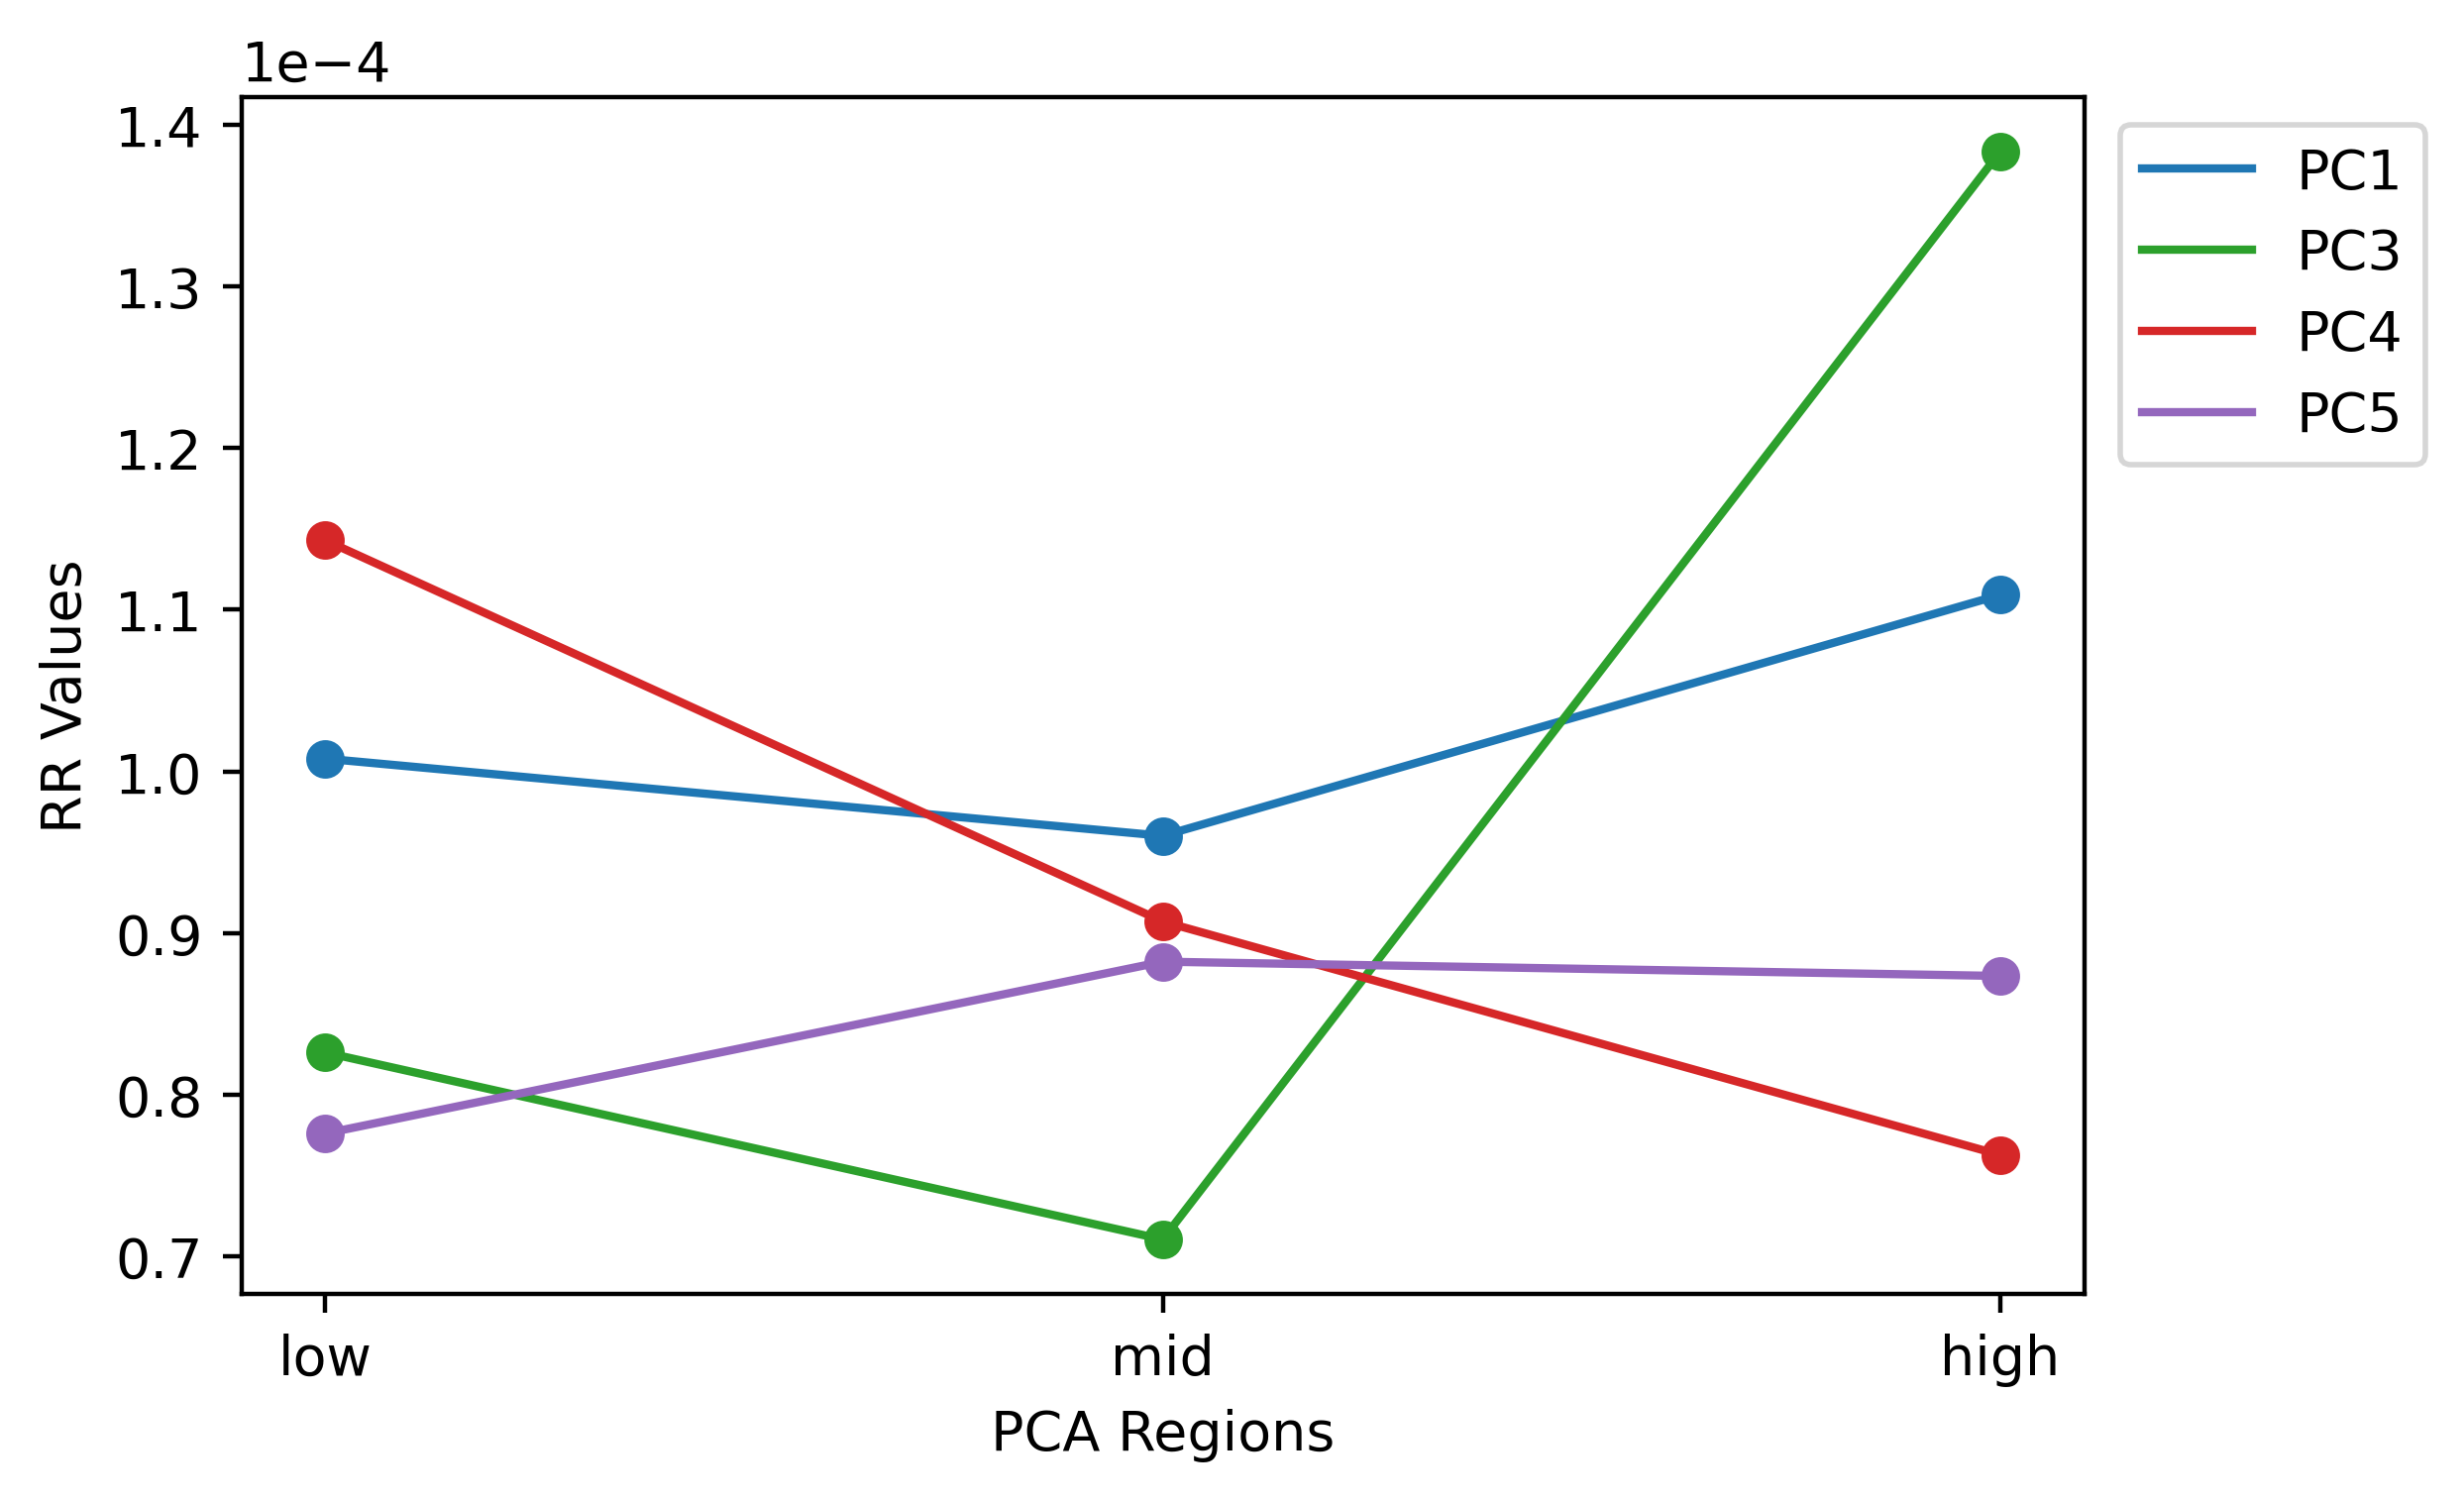 1e−4
1.4
1.3
1.2
1.1
1.0
0.9
0.8
0.7
RR Values
low mid high
PCA Regions
PC1
PC3
PC4
PC5